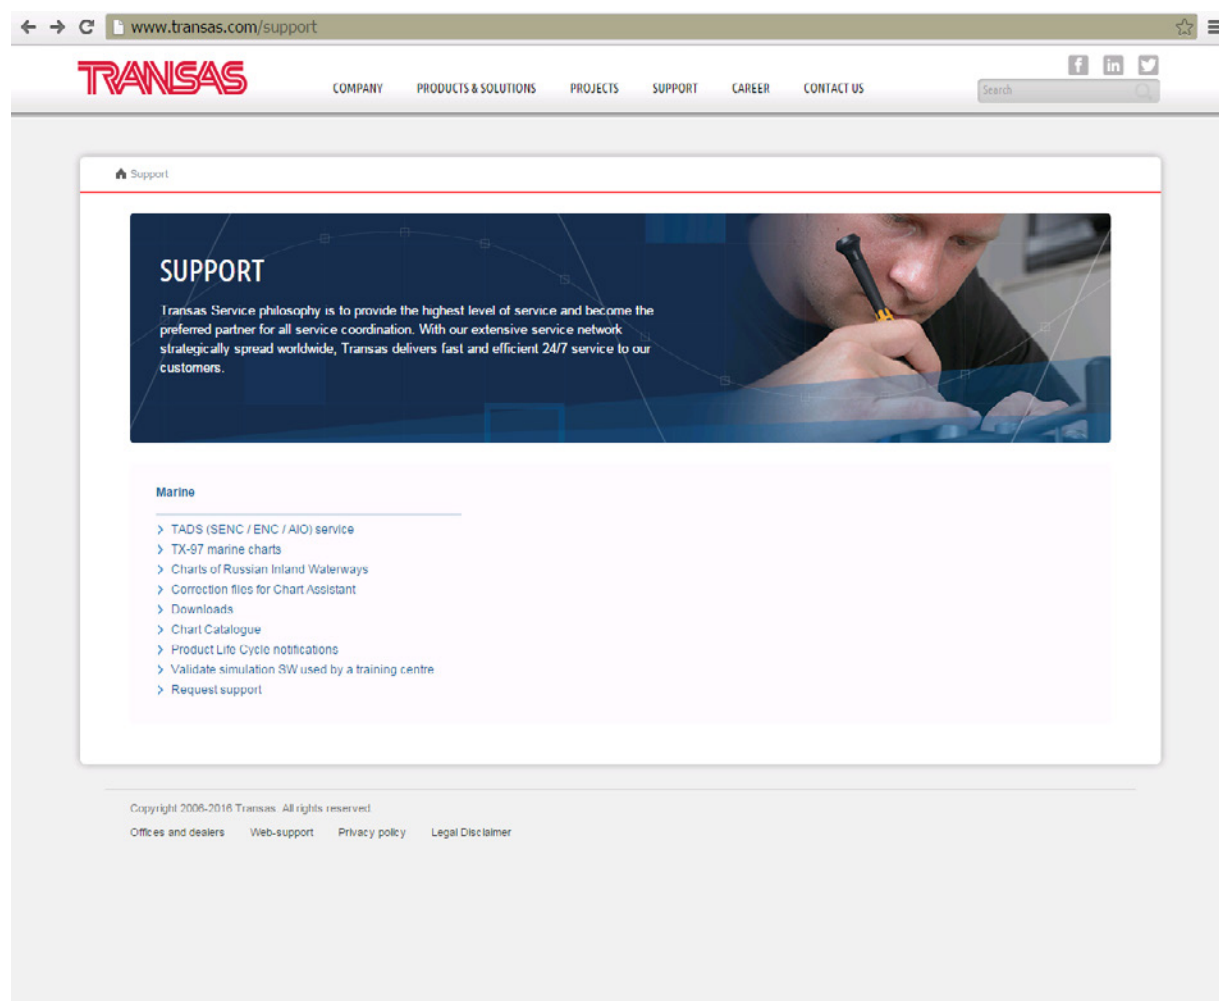 www.transas.com/support
TRANSAS
COMPANY PRODUCTS & SOLUTIONS PROJECTS SUPPORT CAREER CONTACT US
f in
Search
Support
SUPPORT
Transas Service philosophy is to provide the highest level of service and become the
preferred partner for all service coordination. With our extensive service network
strategically spread worldwide, Transas delivers fast and efficient 24/7 service to our
customers.
Marine
> TADS (SENC / ENC / AIO) service
> TX-97 marine charts
> Charts of Russian Inland Waterways
> Correction files for Chart Assistant
> Downloads
> Chart Catalogue
> Product Life Cycle notifications
> Validate simulation SW used by a training centre
> Request support
Copyright 2006-2016 Transas. All rights reserved
Offices and dealers Web-support Privacy policy Legal Disclaimer